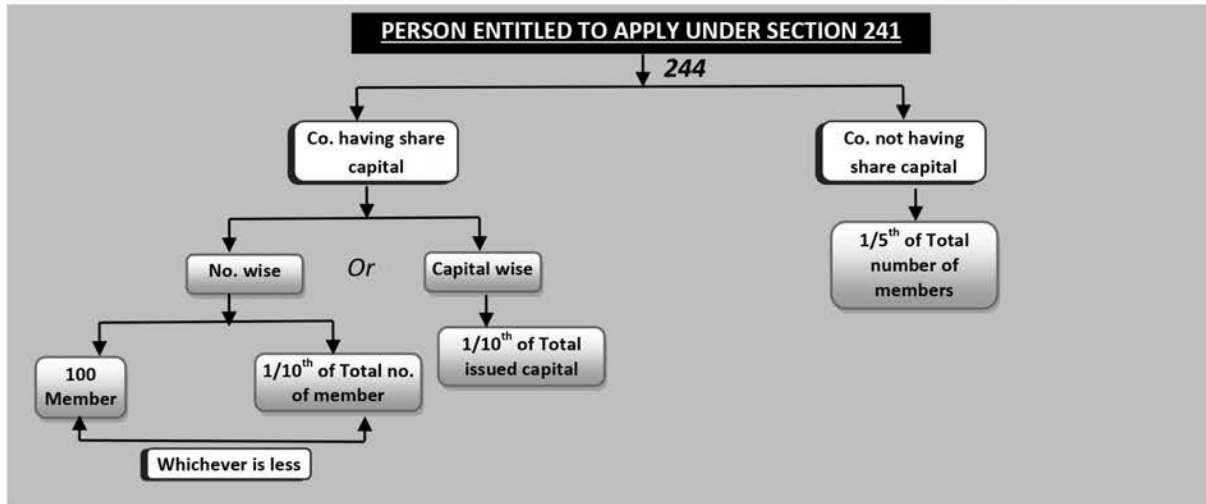 PERSON ENTITLED TO APPLY UNDER SECTION 241
244
Co. having share
capital
Co. not having
share capital
No. wise
Or
Capital wise
1/5th of Total
number of
members
100
Member
1/10th of Total no.
of member
1/10th of Total
issued capital
Whichever is less